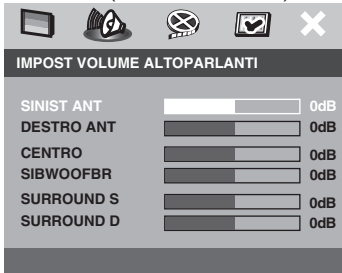 IMPOST VOLUME ALTOPARLANTI
SINIST ANT 0dB
DESTRO ANT 0dB
CENTRO 0dB
SIBWOOFBR 0dB
SURROUND S 0dB
SURROUND D 0dB